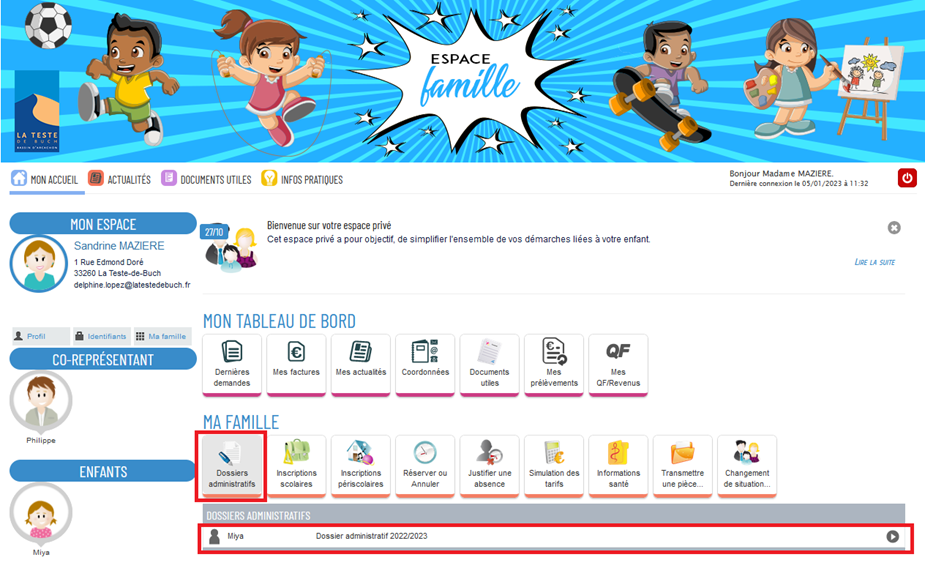 ESPACE
famille
LA TESTE
DE BUCH
BASSIN D'ARCACHON
MON ACCUEIL
ACTUALITÉS
DOCUMENTS UTILES
INFOS PRATIQUES
Bonjour Madame MAZIERE.
Dernière connexion le 05/01/2023 à 11:32
MON ESPACE
Sandrine MAZIERE
1 Rue Edmond Doré
33260 La Teste-de-Buch
delphine.lopez@latestedebuch.fr
Profil
Identifiants
Ma famille
CO-REPRÉSENTANT
Philippe
ENFANTS
Miya
27/10
Bienvenue sur votre espace privé
Cet espace privé a pour objectif, de simplifier l'ensemble de vos démarches liées à votre enfant.
LIRE LA SUITE
MON TABLEAU DE BORD
Dernières
demandes
Mes factures
Mes actualités
Coordonnées
Documents
utiles
Mes
prélèvements
QF
Mes
QF/Revenus
MA FAMILLE
Dossiers
administratifs
Inscriptions
scolaires
Inscriptions
périscolaires
Réserver ou
Annuler
Justifier une
absence
Simulation des
tarifs
Informations
santé
Transmettre
une pièce...
Changement
de situation...
DOSSIERS ADMINISTRATIFS
Miya
Dossier administratif 2022/2023